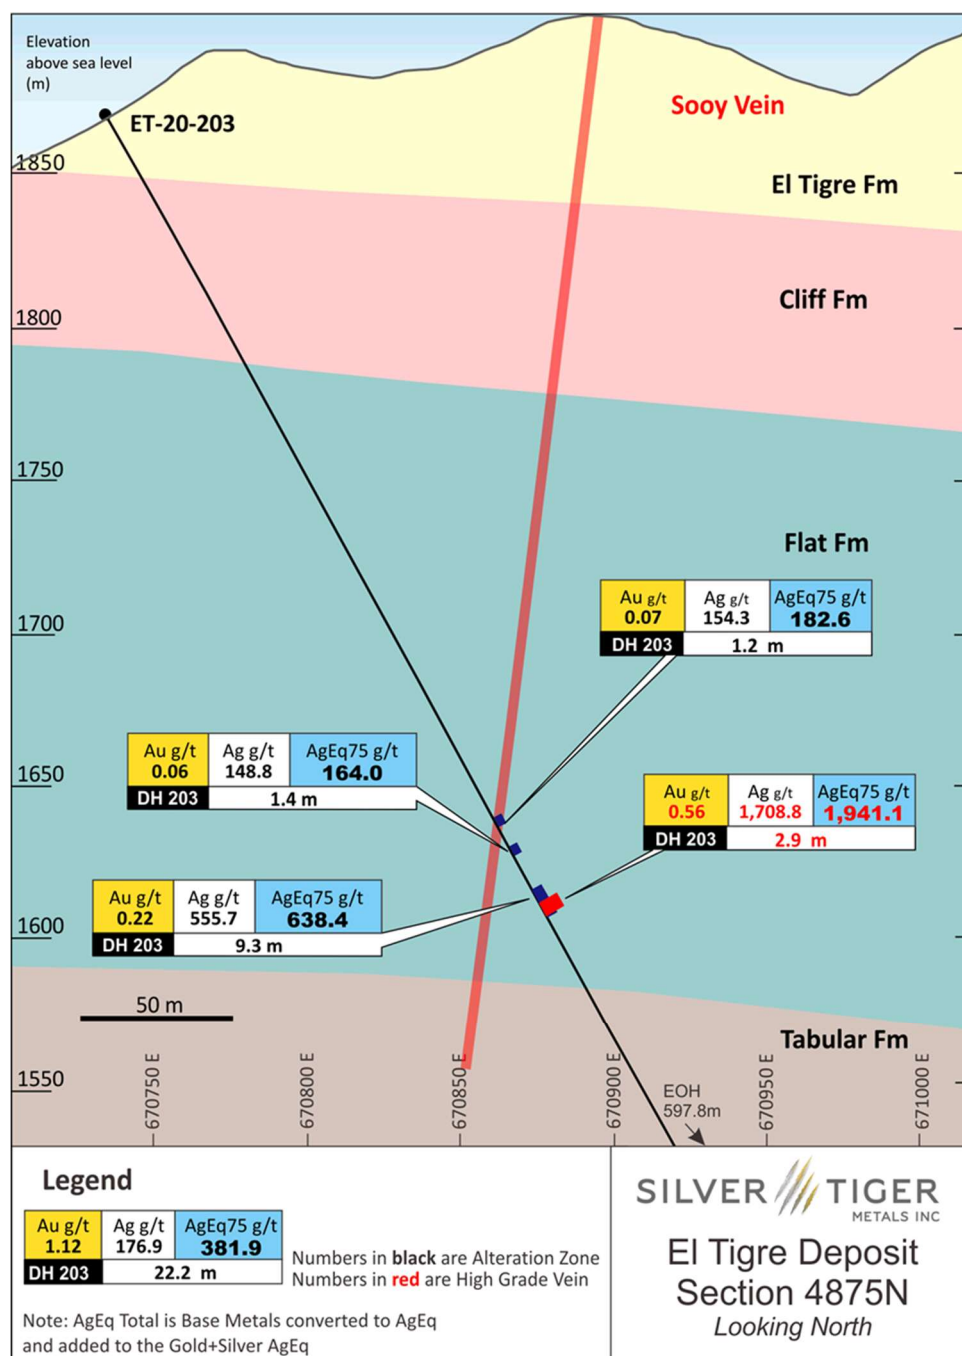 Elevation
above sea level
(m)
ET-20-203
Sooy Vein
1850
El Tigre Fm
Cliff Fm
1800
1750
Flat Fm
Au g/t Ag g/t AgEq75 g/t
0.07 154.3 182.6
DH 203 1.2 m
1700
Au g/t Ag g/t AgEq75 g/t
0.06 148.8 164.0
DH 203 1.4 m
1650
Au g/t Ag g/t AgEq75 g/t
0.56 1,708.8 1,941.1
DH 203 2.9 m
Au g/t Ag g/t AgEq75 g/t
0.22 555.7 638.4
DH 203 9.3 m
1600
50 m
Tabular Fm
1550
670750 E
670800 E
670850 E
670900 E
670950 E
671000 E
EOH
597.8m
Legend
Au g/t Ag g/t AgEq75 g/t
1.12 176.9 381.9
DH 203 22.2 m
Numbers in black are Alteration Zone
Numbers in red are High Grade Vein
Note: AgEq Total is Base Metals converted to AgEq
and added to the Gold+Silver AgEq
SILVER TIGER
METALS INC
El Tigre Deposit
Section 4875N
Looking North